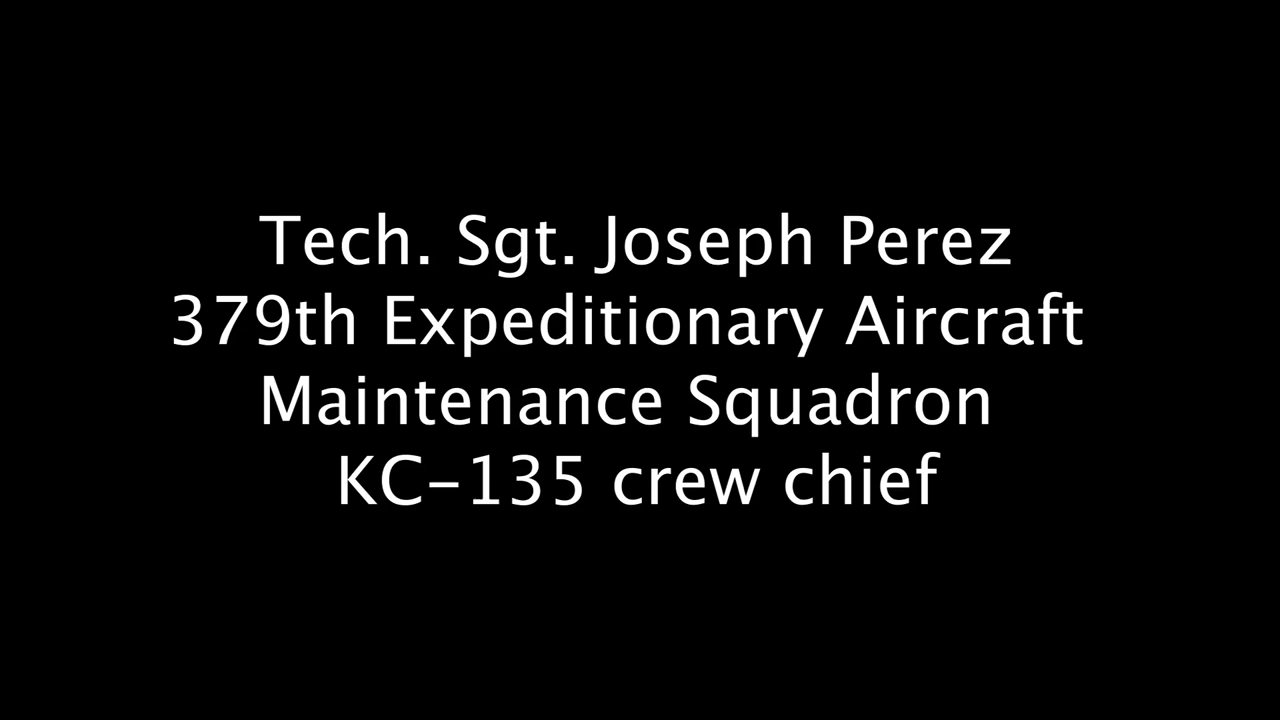 Tech. Sgt. Joseph Perez
379th Expeditionary Aircraft
Maintenance Squadron
KC-135 crew chief